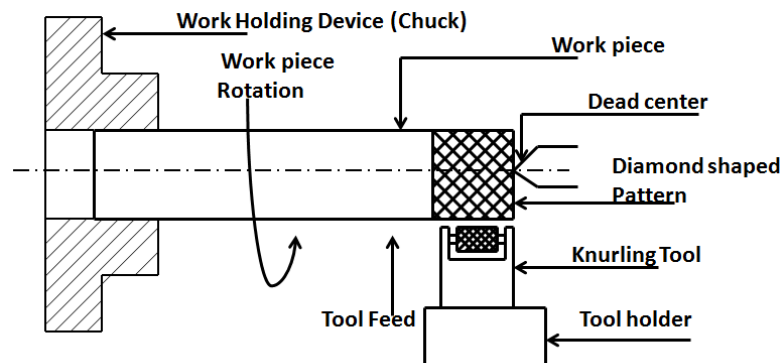 Work Holding Device (Chuck)
Work piece
Rotation
Work piece
Dead center
Diamond shaped
Pattern
Knurling Tool
Tool Feed
Tool holder